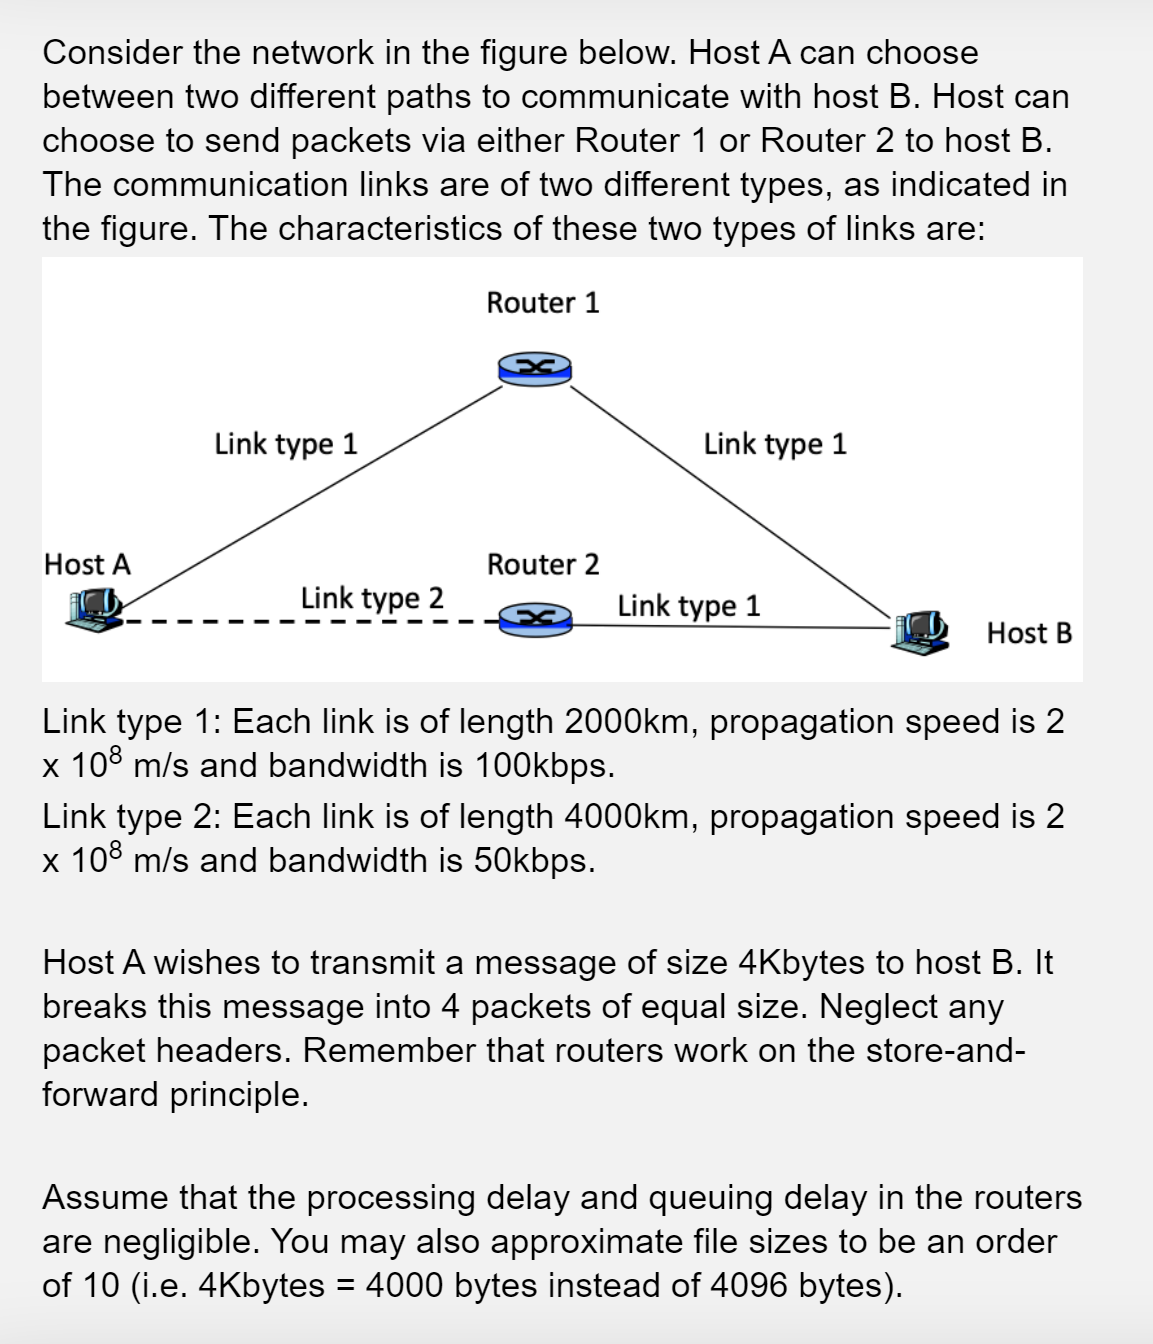 Consider the network in the figure below. Host A can choose
between two different paths to communicate with host B. Host can
choose to send packets via either Router 1 or Router 2 to host B.
The communication links are of two different types, as indicated in
the figure. The characteristics of these two types of links are:
Router 1
Link type 1
Link type 1
Host A
Router 2
Link type 2
Link type 1
Host B
Link type 1: Each link is of length 2000km, propagation speed is 2
x 10⁸ m/s and bandwidth is 100kbps.
Link type 2: Each link is of length 4000km, propagation speed is 2
x 10⁸ m/s and bandwidth is 50kbps.
Host A wishes to transmit a message of size 4Kbytes to host B. It
breaks this message into 4 packets of equal size. Neglect any
packet headers. Remember that routers work on the store-and-
forward principle.
Assume that the processing delay and queuing delay in the routers
are negligible. You may also approximate file sizes to be an order
of 10 (i.e. 4Kbytes = 4000 bytes instead of 4096 bytes).